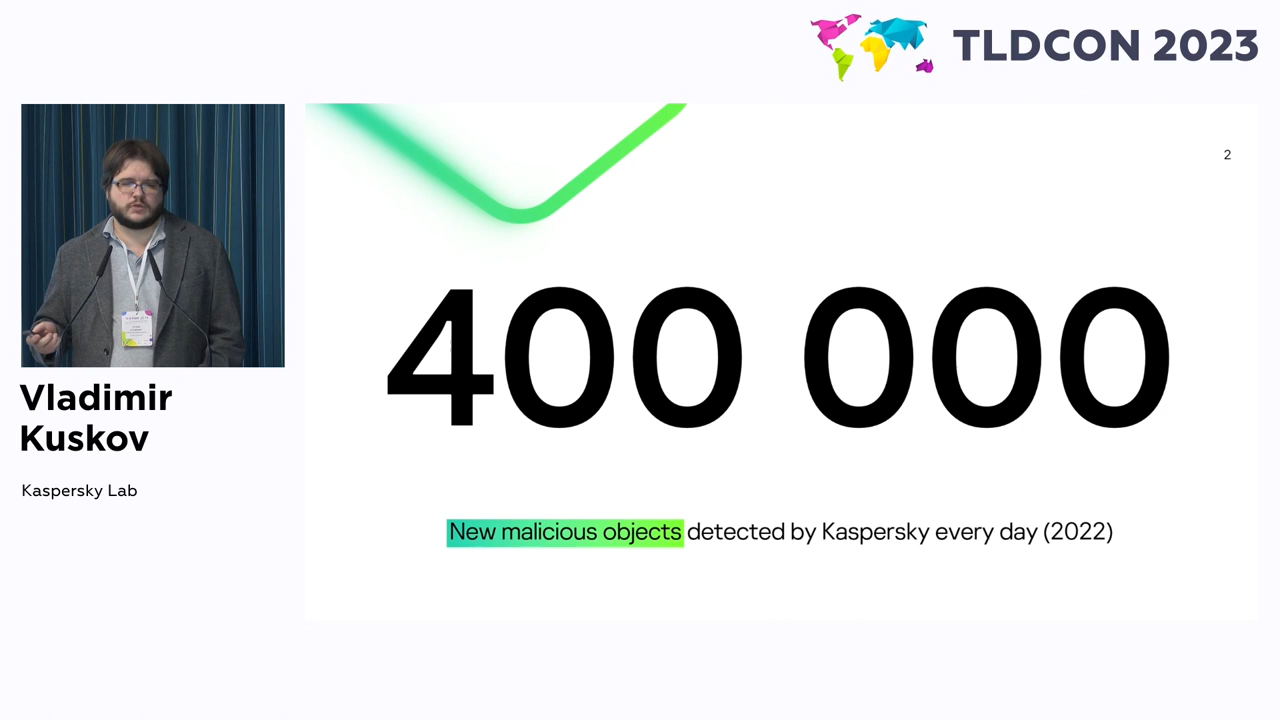 TLDCON 2023
2
400 000
New malicious objects detected by Kaspersky every day (2022)
Vladimir
Kuskov
Kaspersky Lab